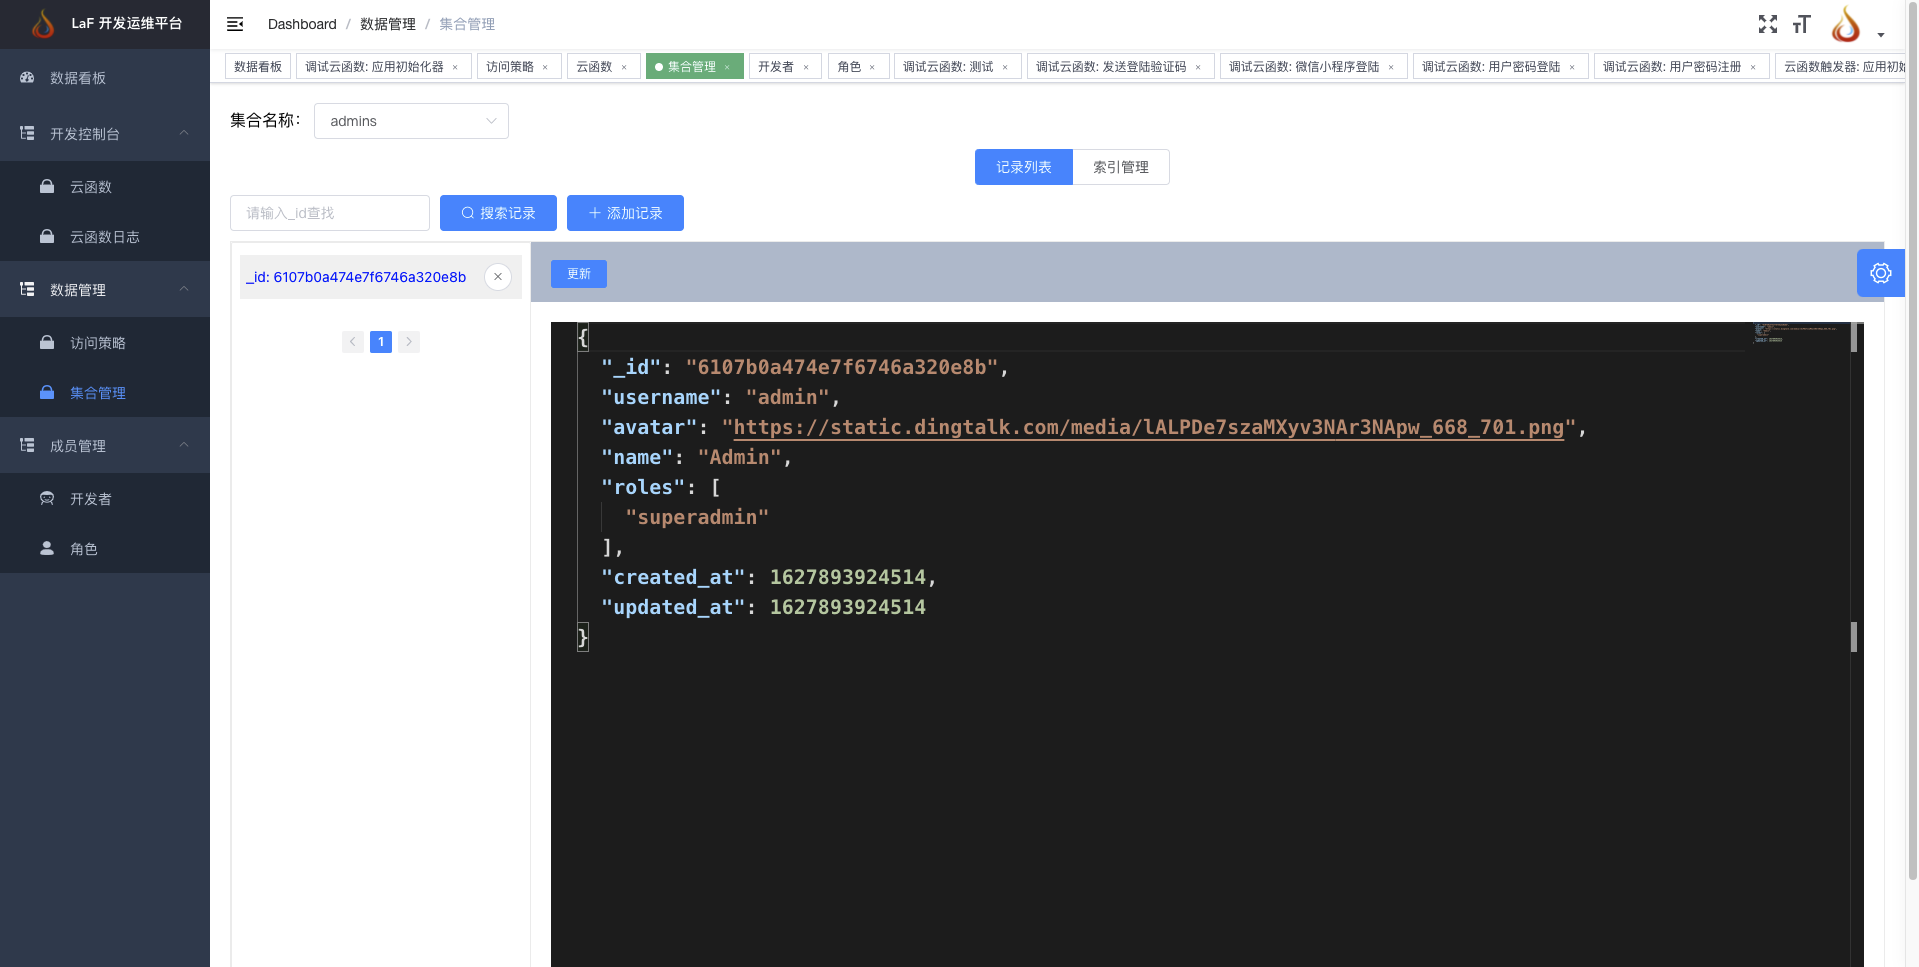 LaF 开发运维平台
Dashboard / 数据管理 / 集合管理
数据看板
调试云函数: 应用初始化器 ×
访问策略 ×
云函数 ×
集合管理 ×
开发者 ×
角色 ×
调试云函数: 测试 ×
调试云函数: 发送登陆验证码 ×
调试云函数: 微信小程序登陆 ×
调试云函数: 用户密码登陆 ×
调试云函数: 用户密码注册 ×
云函数触发器: 应用初始
数据看板
开发控制台
云函数
云函数日志
数据管理
访问策略
集合管理
成员管理
开发者
角色
集合名称：
admins
记录列表
索引管理
请输入_id查找
搜索记录
添加记录
_id: 6107b0a474e7f6746a320e8b
1
更新
{
"_id": "6107b0a474e7f6746a320e8b",
"username": "admin",
"avatar": "https://static.dingtalk.com/media/lALPDe7szaMXyv3NAr3NApw_668_701.png",
"name": "Admin",
"roles": [
"superadmin"
],
"created_at": 1627893924514,
"updated_at": 1627893924514
}